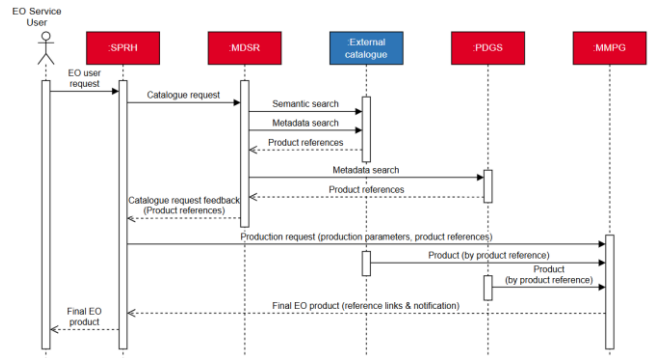 EO Service
User
:SPRH
:MDSR
:External
catalogue
:PDGS
:MMPG
EO user
request
Catalogue request
Semantic search
Metadata search
Product references
Metadata search
Product references
Catalogue request feedback
(Product references)
Production request (production parameters, product references)
Product (by product reference)
Product
(by product reference)
Final EO product (reference links & notification)
Final EO
product